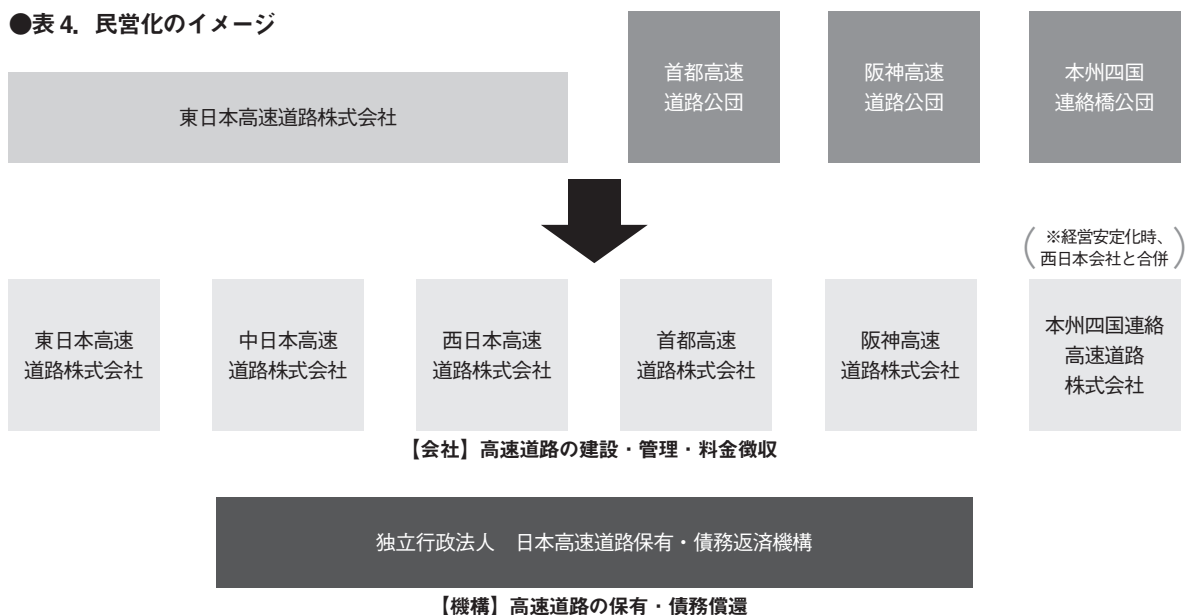 ●表 4. 民営化のイメージ
東日本高速道路株式会社
首都高速
道路公団
阪神高速
道路公団
本州四国
連絡橋公団
※経営安定化時、
西日本会社と合併
東日本高速
道路株式会社
中日本高速
道路株式会社
西日本高速
道路株式会社
首都高速
道路株式会社
阪神高速
道路株式会社
本州四国連絡
高速道路
株式会社
【会社】高速道路の建設・管理・料金徴収
独立行政法人　日本高速道路保有・債務返済機構
【機構】高速道路の保有・債務償還